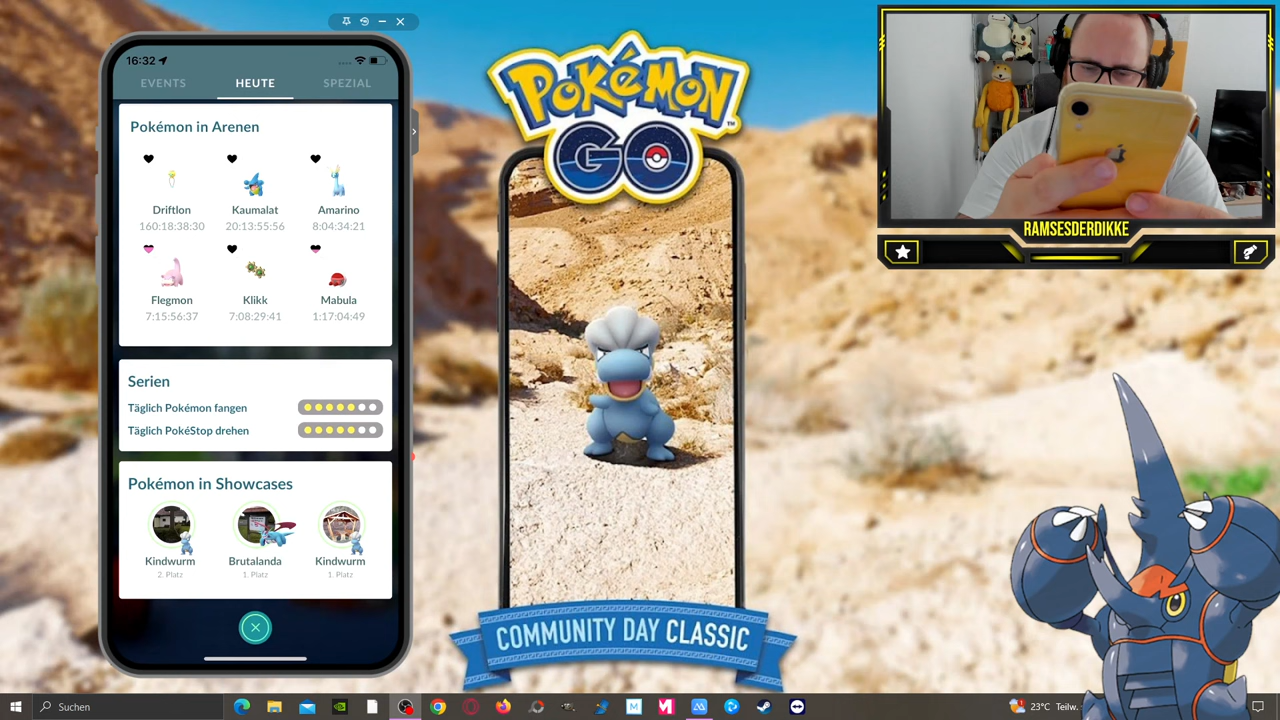 16:32
EVENTS HEUTE SPEZIAL
Pokémon in Arenen
Driftlon Kaumalat Amarino
160:18:38:30 20:13:55:56 8:04:34:21
Flegmon Klikk Mabula
7:15:56:37 7:08:29:41 1:17:04:49
Serien
Täglich Pokémon fangen
Täglich PokéStop drehen
Pokémon in Showcases
Kindwurm Brutalanda Kindwurm
2. Platz 1. Platz 1. Platz
POKÉMON
GO
TM
COMMUNITY DAY CLASSIC
RAMSESDERDIKKE
Suchen
23°C Teilw.